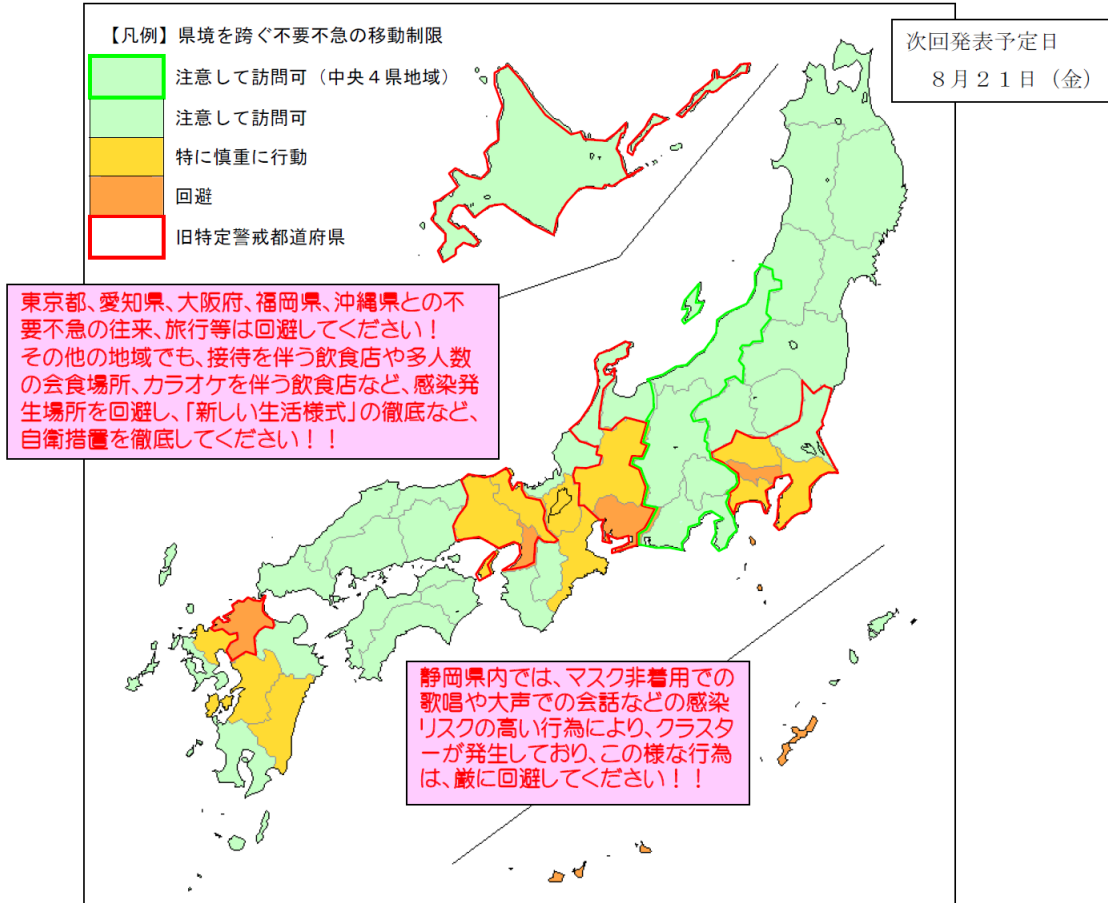 【凡例】県境を跨ぐ不要不急の移動制限
注意して訪問可（中央４県地域）
注意して訪問可
特に慎重に行動
回避
旧特定警戒都道府県
次回発表予定日
８月２１日（金）
東京都、愛知県、大阪府、福岡県、沖縄県との不
要不急の往来、旅行等は回避してください！
その他の地域でも、接待を伴う飲食店や多人数
の会食場所、カラオケを伴う飲食店など、感染発
生場所を回避し、「新しい生活様式」の徹底など、
自衛措置を徹底してください！！
静岡県内では、マスク非着用での
歌唱や大声での会話などの感染
リスクの高い行為により、クラスタ
ーが発生しており、この様な行為
は、厳に回避してください！！